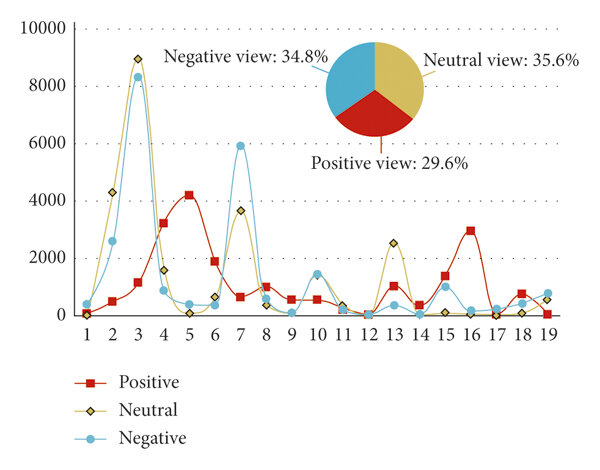 10000
8000
6000
4000
2000
0
Negative view: 34.8%
Neutral view: 35.6%
Positive view: 29.6%
1 2 3 4 5 6 7 8 9 10 11 12 13 14 15 16 17 18 19
Positive
Neutral
Negative